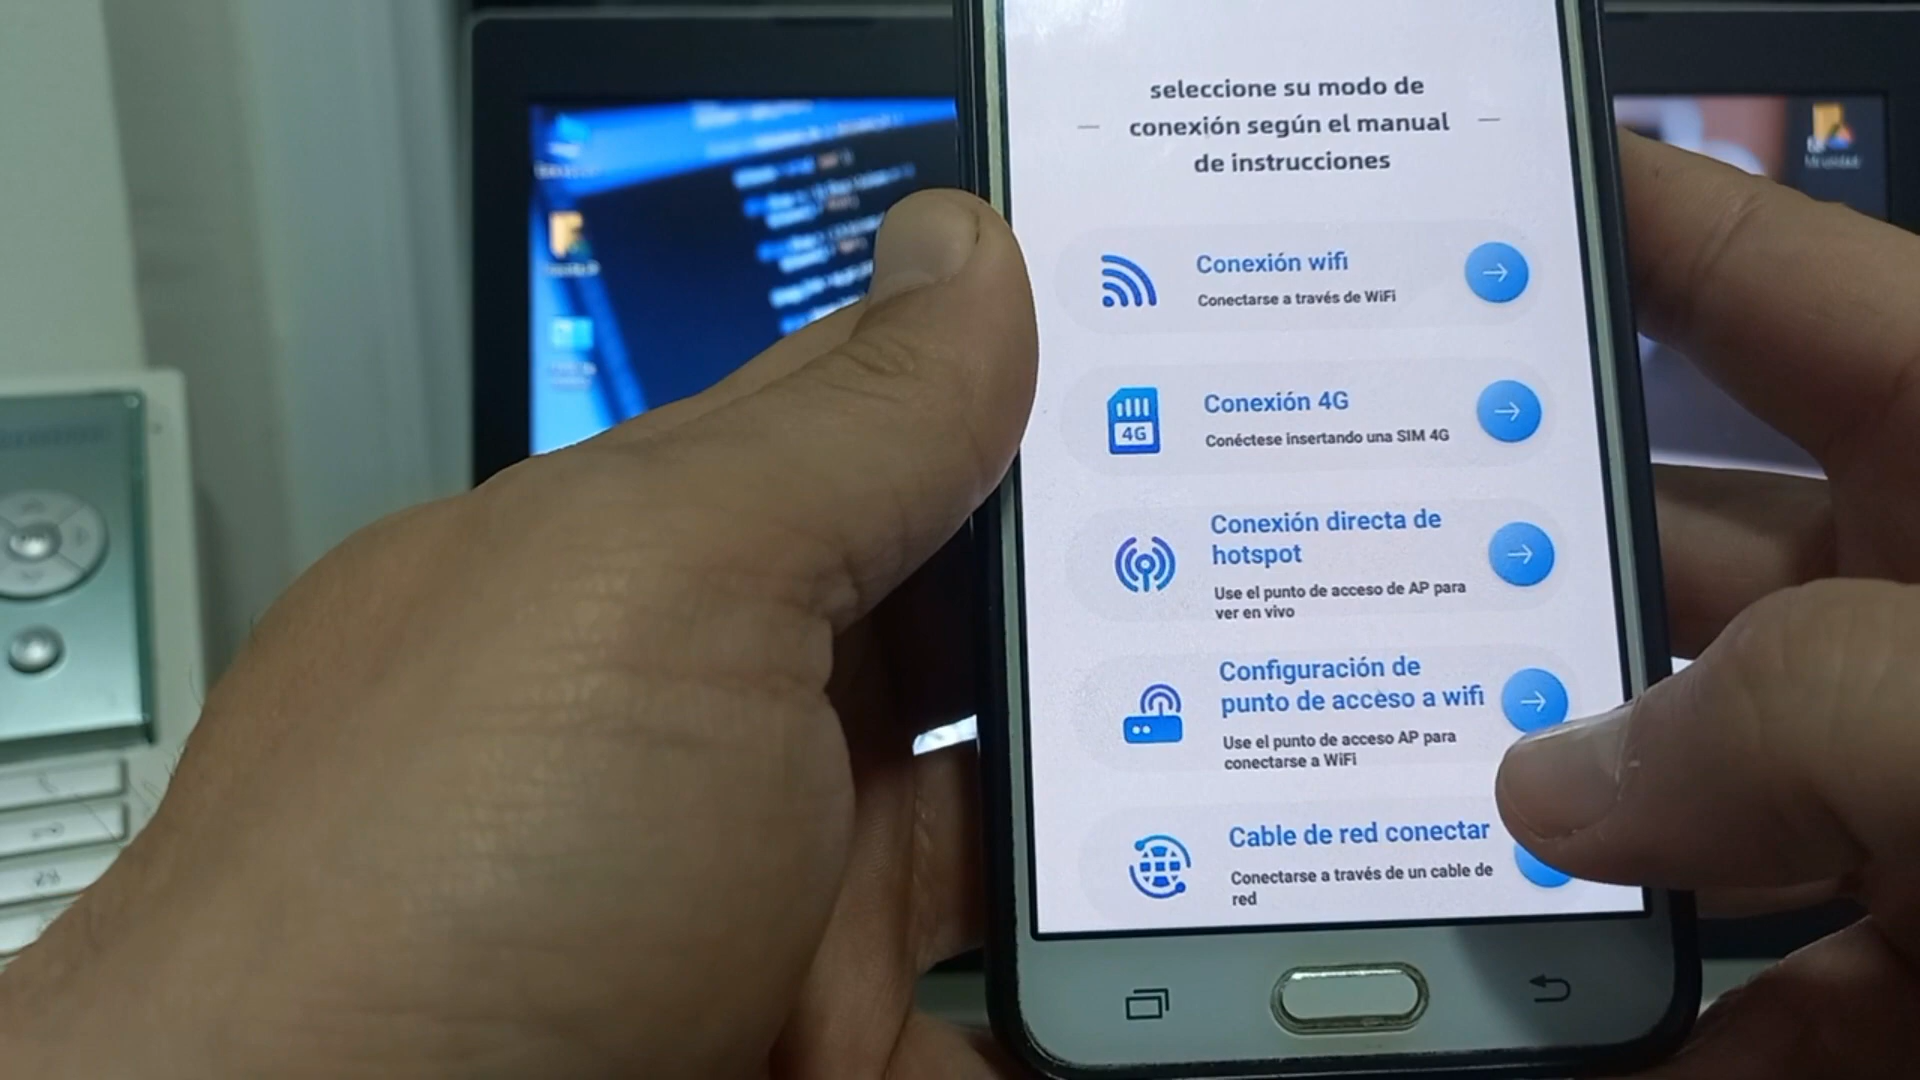 seleccione su modo de
conexión según el manual
de instrucciones
Conexión wifi
Conectarse a través de WiFi
4G
Conexión 4G
Conéctese insertando una SIM 4G
Conexión directa de
hotspot
Use el punto de acceso de AP para
ver en vivo
Configuración de
punto de acceso a wifi
Use el punto de acceso AP para
conectarse a WiFi
Cable de red conectar
Conectarse a través de un cable de
red